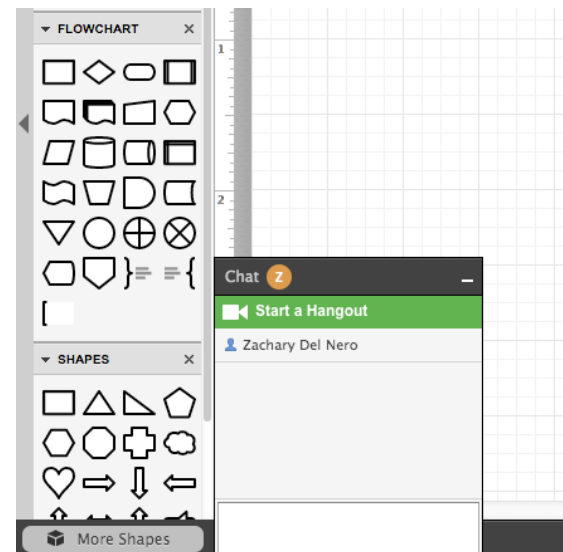 FLOWCHART
1
2
Chat Z
Start a Hangout
Zachary Del Nero
SHAPES
More Shapes